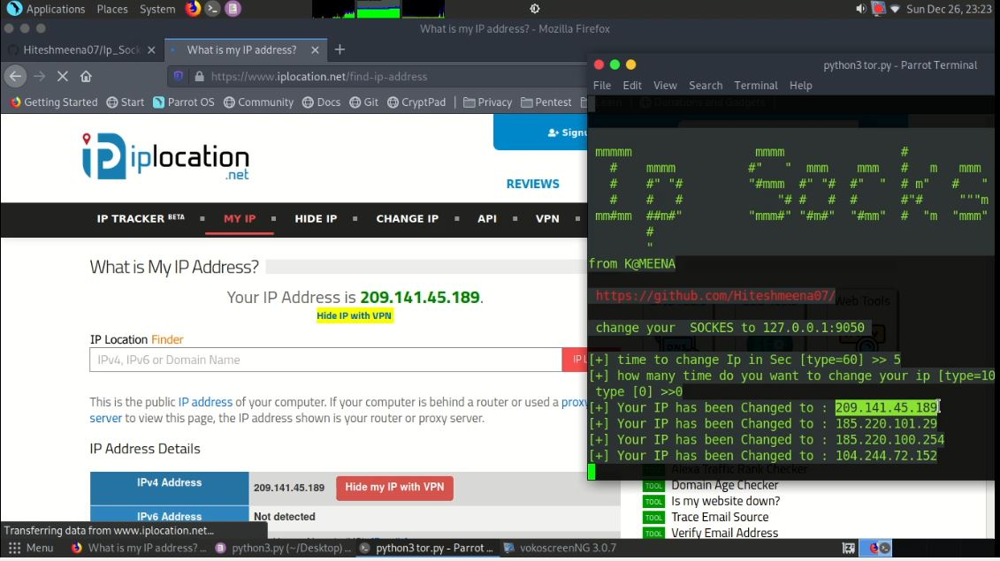 Applications Places System Sun Dec 26, 23:23
What is my IP address? - Mozilla Firefox
Hiteshmeena07/Ip_Sock What is my IP address?
https://www.iplocation.net/find-ip-address
Getting Started Start Parrot OS Community Docs Git CryptPad Privacy Pentest
iplocation
.net
Signu
REVIEWS
IP TRACKER BETA MY IP HIDE IP CHANGE IP API VPN
What is My IP Address?
Your IP Address is 209.141.45.189.
Hide IP with VPN
IP Location Finder
IPv4, IPv6 or Domain Name
IP L
This is the public IP address of your computer. If your computer is behind a router or used a proxy
server to view this page, the IP address shown is your router or proxy server.
IP Address Details
IPv4 Address 209.141.45.189 Hide my IP with VPN
IPv6 Address Not detected
Transferring data from www.iplocation.net...
python3 tor.py - Parrot Terminal
File Edit View Search Terminal Help
from K@MEENA
https://github.com/Hiteshmeena07/
Web Tools
change your SOCKES to 127.0.0.1:9050
[+] time to change Ip in Sec [type=60] >> 5
[+] how many time do you want to change your ip [type=10
type [0] >>0
[+] Your IP has been Changed to : 209.141.45.189
[+] Your IP has been Changed to : 185.220.101.29
[+] Your IP has been Changed to : 185.220.100.254
[+] Your IP has been Changed to : 104.244.72.152
TOOL Alexa Traffic Rank Checker
TOOL Domain Age Checker
TOOL Is my website down?
TOOL Trace Email Source
TOOL Verify Email Address
Menu What is my IP address? ... python3.py (~/Desktop) ... python3 tor.py - Parrot ... vokoscreenNG 3.0.7